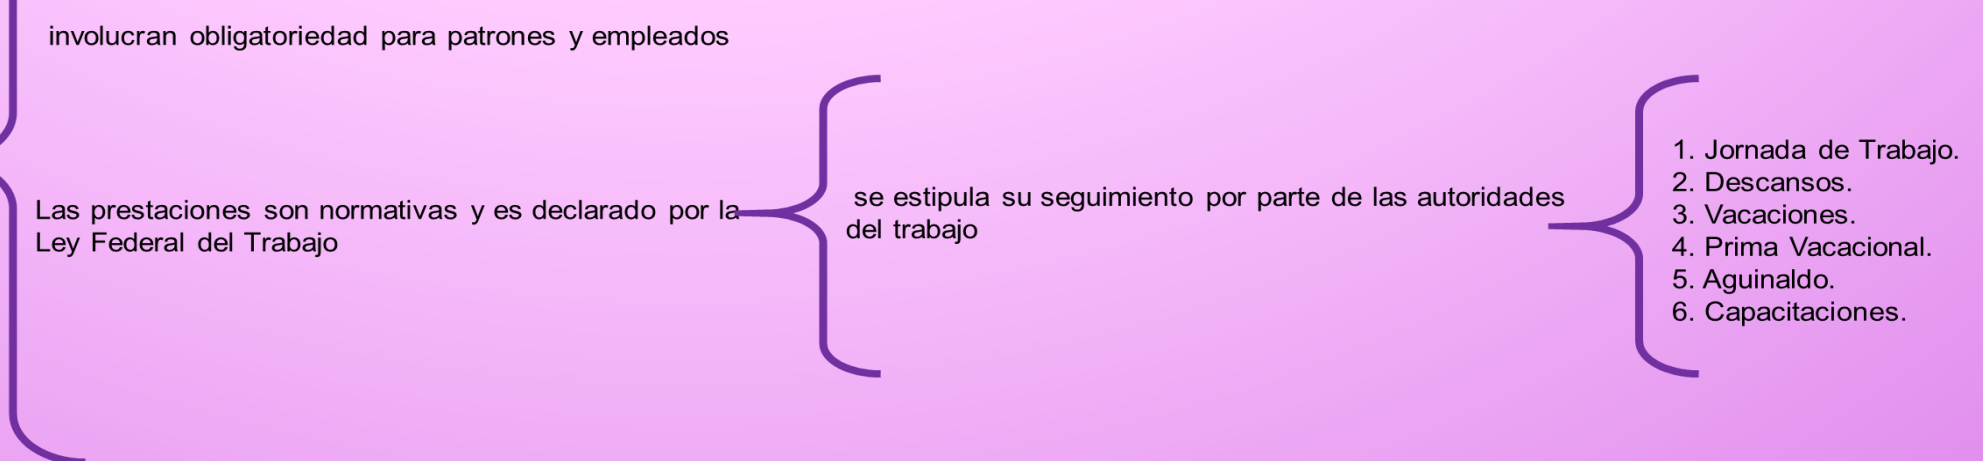 involucran obligatoriedad para patrones y empleados
Las prestaciones son normativas y es declarado por la
Ley Federal del Trabajo
se estipula su seguimiento por parte de las autoridades
del trabajo
1. Jornada de Trabajo.
2. Descansos.
3. Vacaciones.
4. Prima Vacacional.
5. Aguinaldo.
6. Capacitaciones.